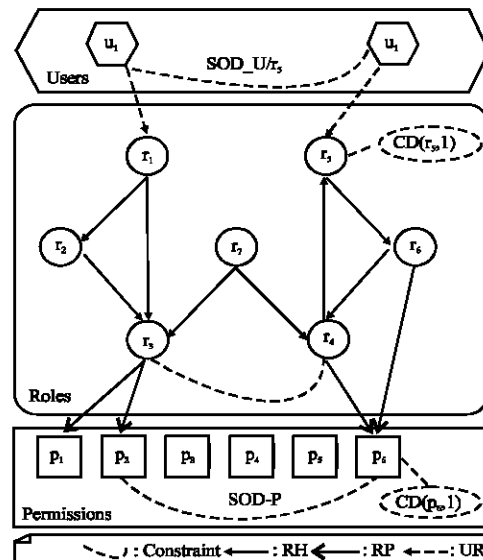 u₁ u₁
SOD_U/r₅
Users
r₁ r₅ CD(r₅,1)
r₂ r₇ r₆
r₃ r₄
Roles
p₁ p₂ p₃ p₄ p₅ p₆
SOD-P
CD(p₆,1)
Permissions
: Constraint : RH : RP : UR